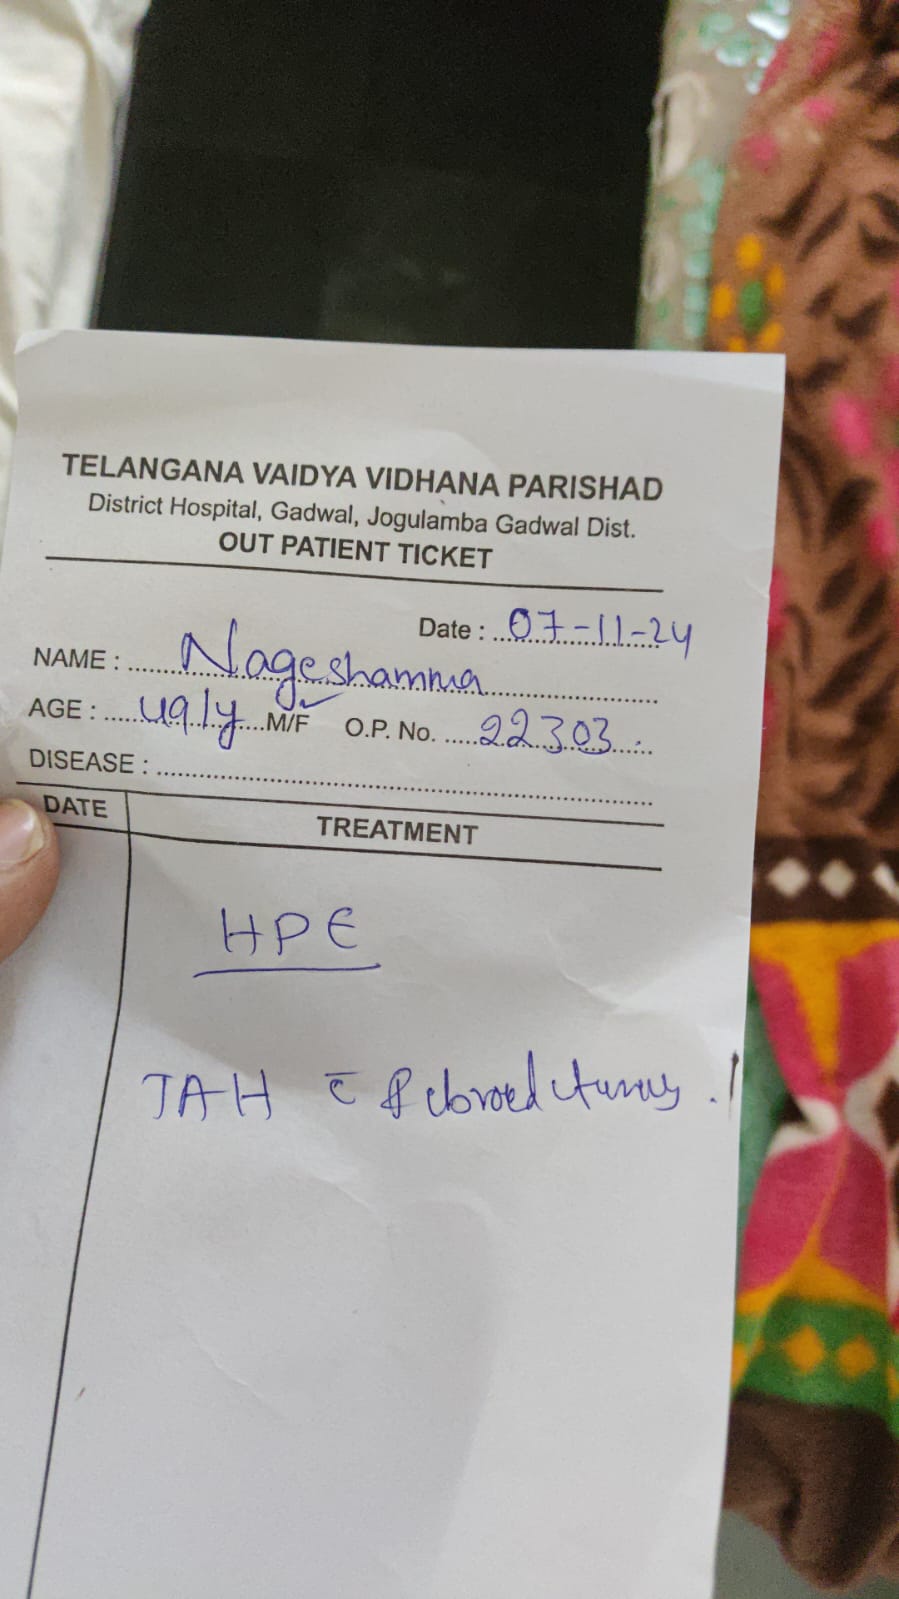 TELANGANA VAIDYA VIDHANA PARISHAD
District Hospital, Gadwal, Jogulamba Gadwal Dist.
OUT PATIENT TICKET
Date : 07-11-24
NAME : Nageshamma
AGE : 49/y M/F O.P. No. 22303
DISEASE :
DATE TREATMENT
HPE
TAH c̄